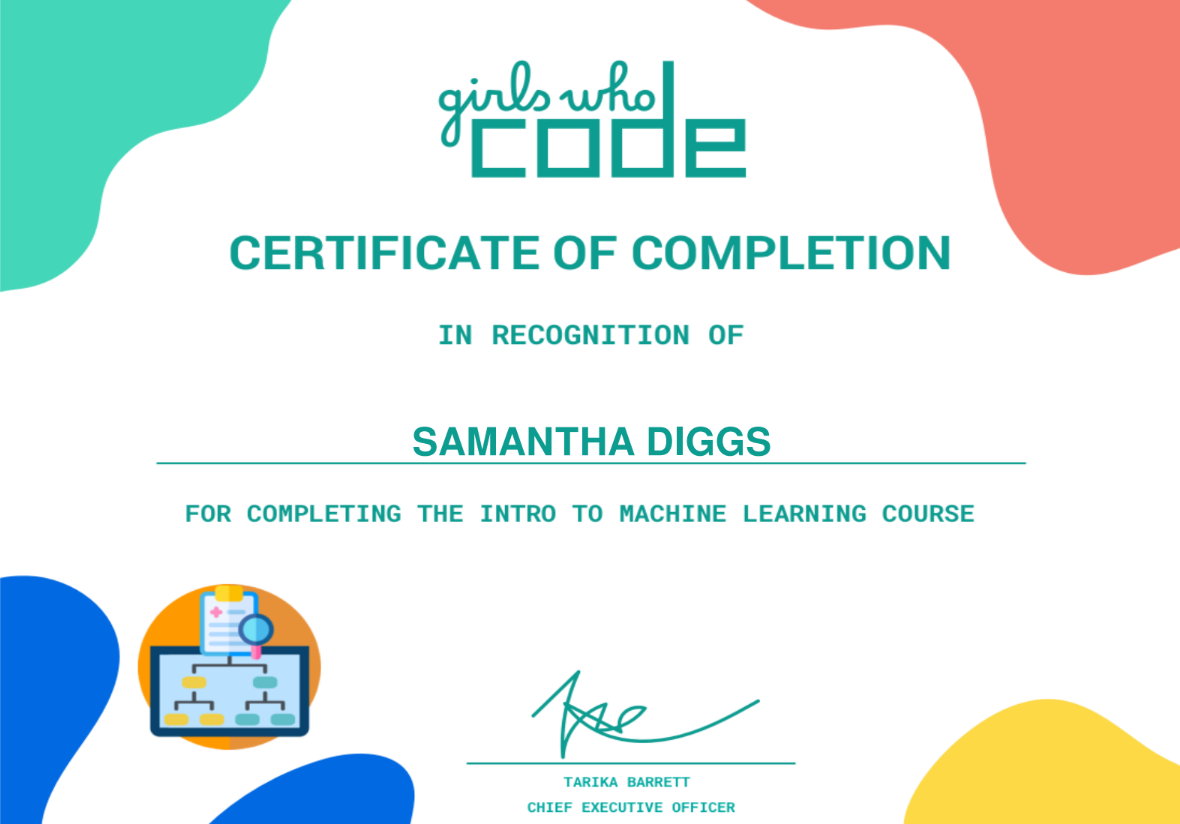 girls who
code
CERTIFICATE OF COMPLETION
IN RECOGNITION OF
SAMANTHA DIGGS
FOR COMPLETING THE INTRO TO MACHINE LEARNING COURSE
TARIKA BARRETT
CHIEF EXECUTIVE OFFICER